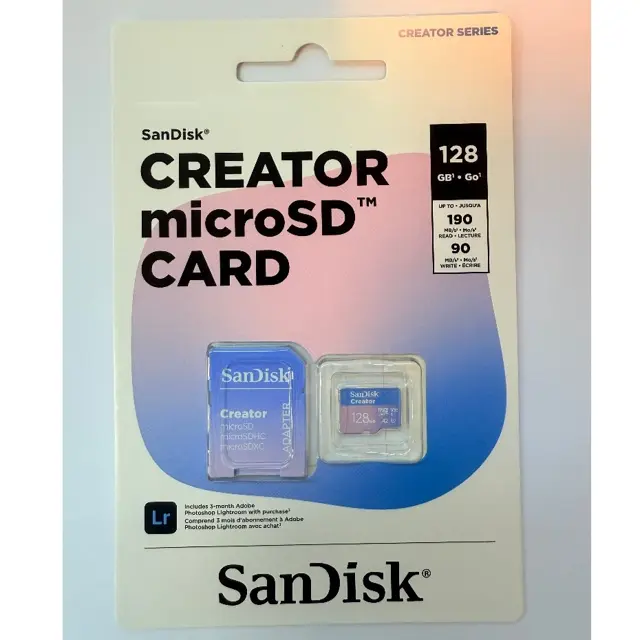 CREATOR SERIES
SanDisk®
CREATOR
microSD™
CARD
128
GB¹ • Go¹
UP TO • JUSQU'À
190
MB/s² • Mo/s²
READ • LECTURE
90
MB/s² • Mo/s²
WRITE • ÉCRIRE
SanDisk
Creator
microSD
microSDHC
microSDXC
ADAPTER
SanDisk
Creator
128
Lr
Includes 3-month Adobe
Photoshop Lightroom with purchase³
Comprend 3 mois d'abonnement à Adobe
Photoshop Lightroom avec achat³
SanDisk®